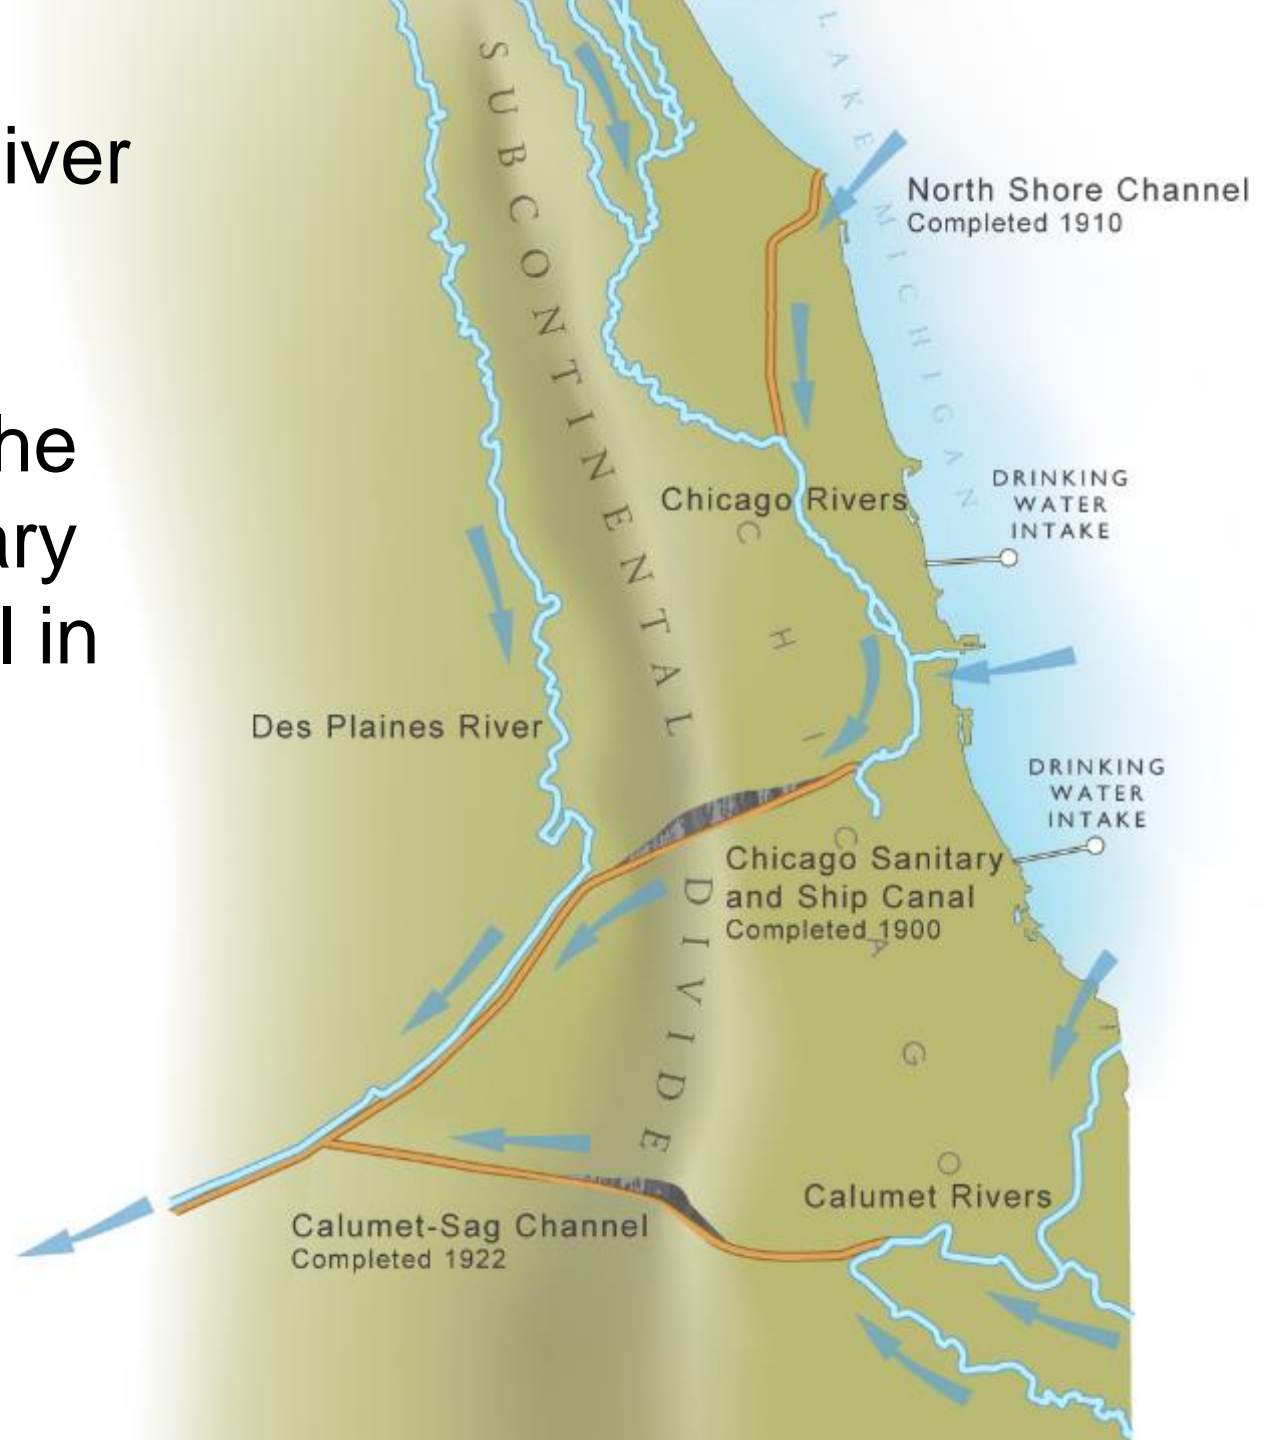 iver
he
ary
l in
SUBCONTINENTAL
DIVIDE
LAKE MICHIGAN
North Shore Channel
Completed 1910
DRINKING
WATER
INTAKE
Chicago Rivers
CHICAGO
Des Plaines River
DRINKING
WATER
INTAKE
Chicago Sanitary
and Ship Canal
Completed 1900
Calumet Rivers
Calumet-Sag Channel
Completed 1922